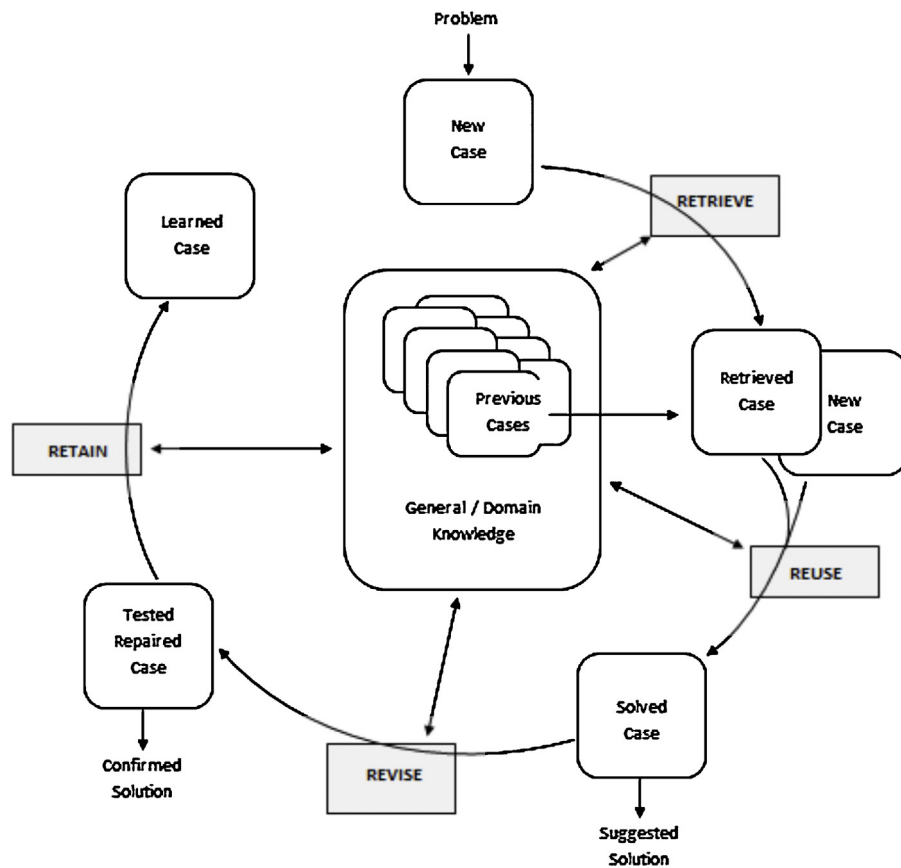 Problem
New
Case
RETRIEVE
Learned
Case
Retrieved
Case
New
Case
Previous
Cases
RETAIN
General / Domain
Knowledge
REUSE
Tested
Repaired
Case
Solved
Case
REVISE
Confirmed
Solution
Suggested
Solution